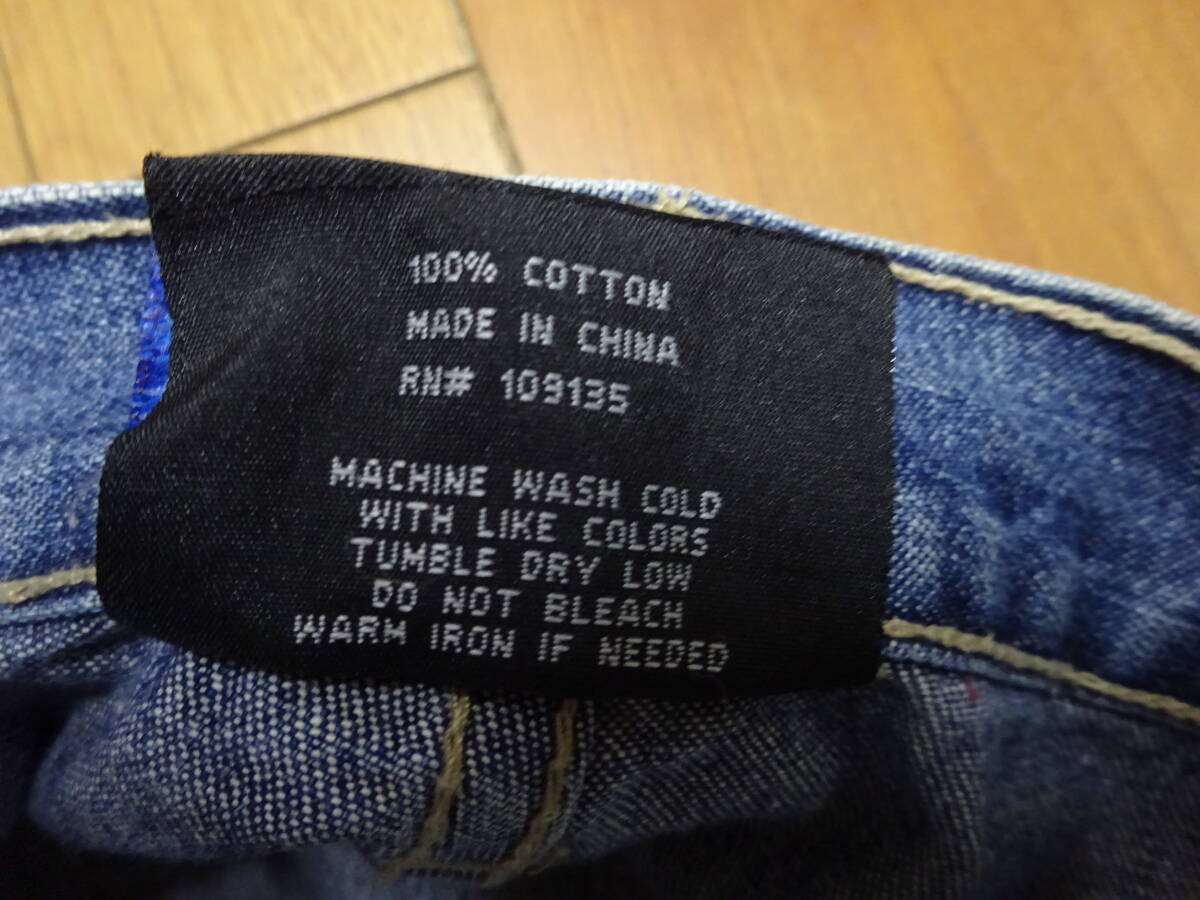 100% COTTON
MADE IN CHINA
RN# 109135
MACHINE WASH COLD
WITH LIKE COLORS
TUMBLE DRY LOW
DO NOT BLEACH
WARM IRON IF NEEDED